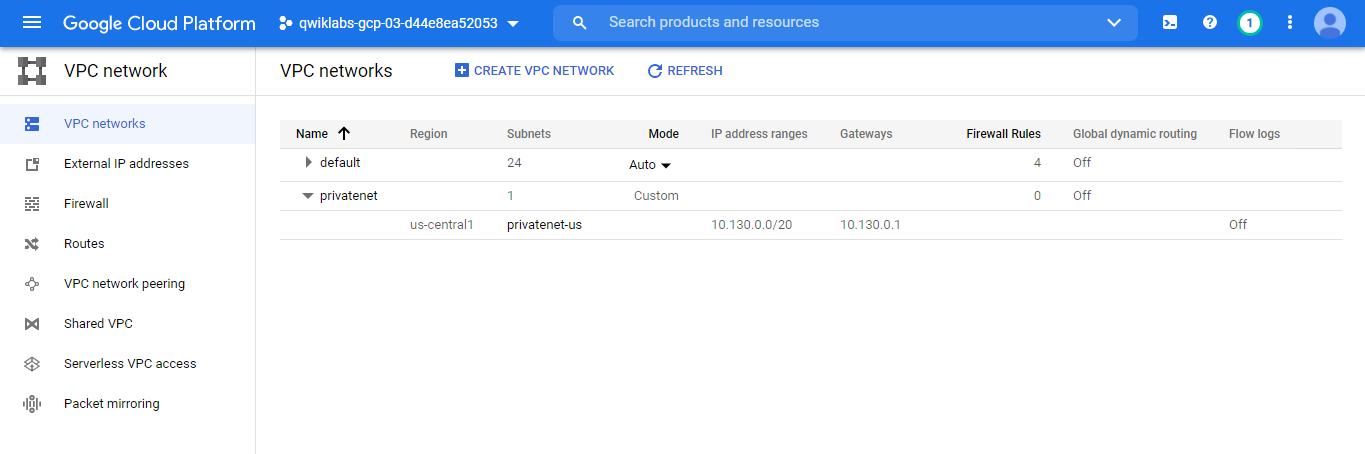 Google Cloud Platform qwiklabs-gcp-03-d44e8ea52053 Search products and resources 1
VPC network
VPC networks CREATE VPC NETWORK REFRESH
VPC networks
External IP addresses
Firewall
Routes
VPC network peering
Shared VPC
Serverless VPC access
Packet mirroring
Name Region Subnets Mode IP address ranges Gateways Firewall Rules Global dynamic routing Flow logs
default 24 Auto 4 Off
privatenet 1 Custom 0 Off
us-central1 privatenet-us 10.130.0.0/20 10.130.0.1 Off